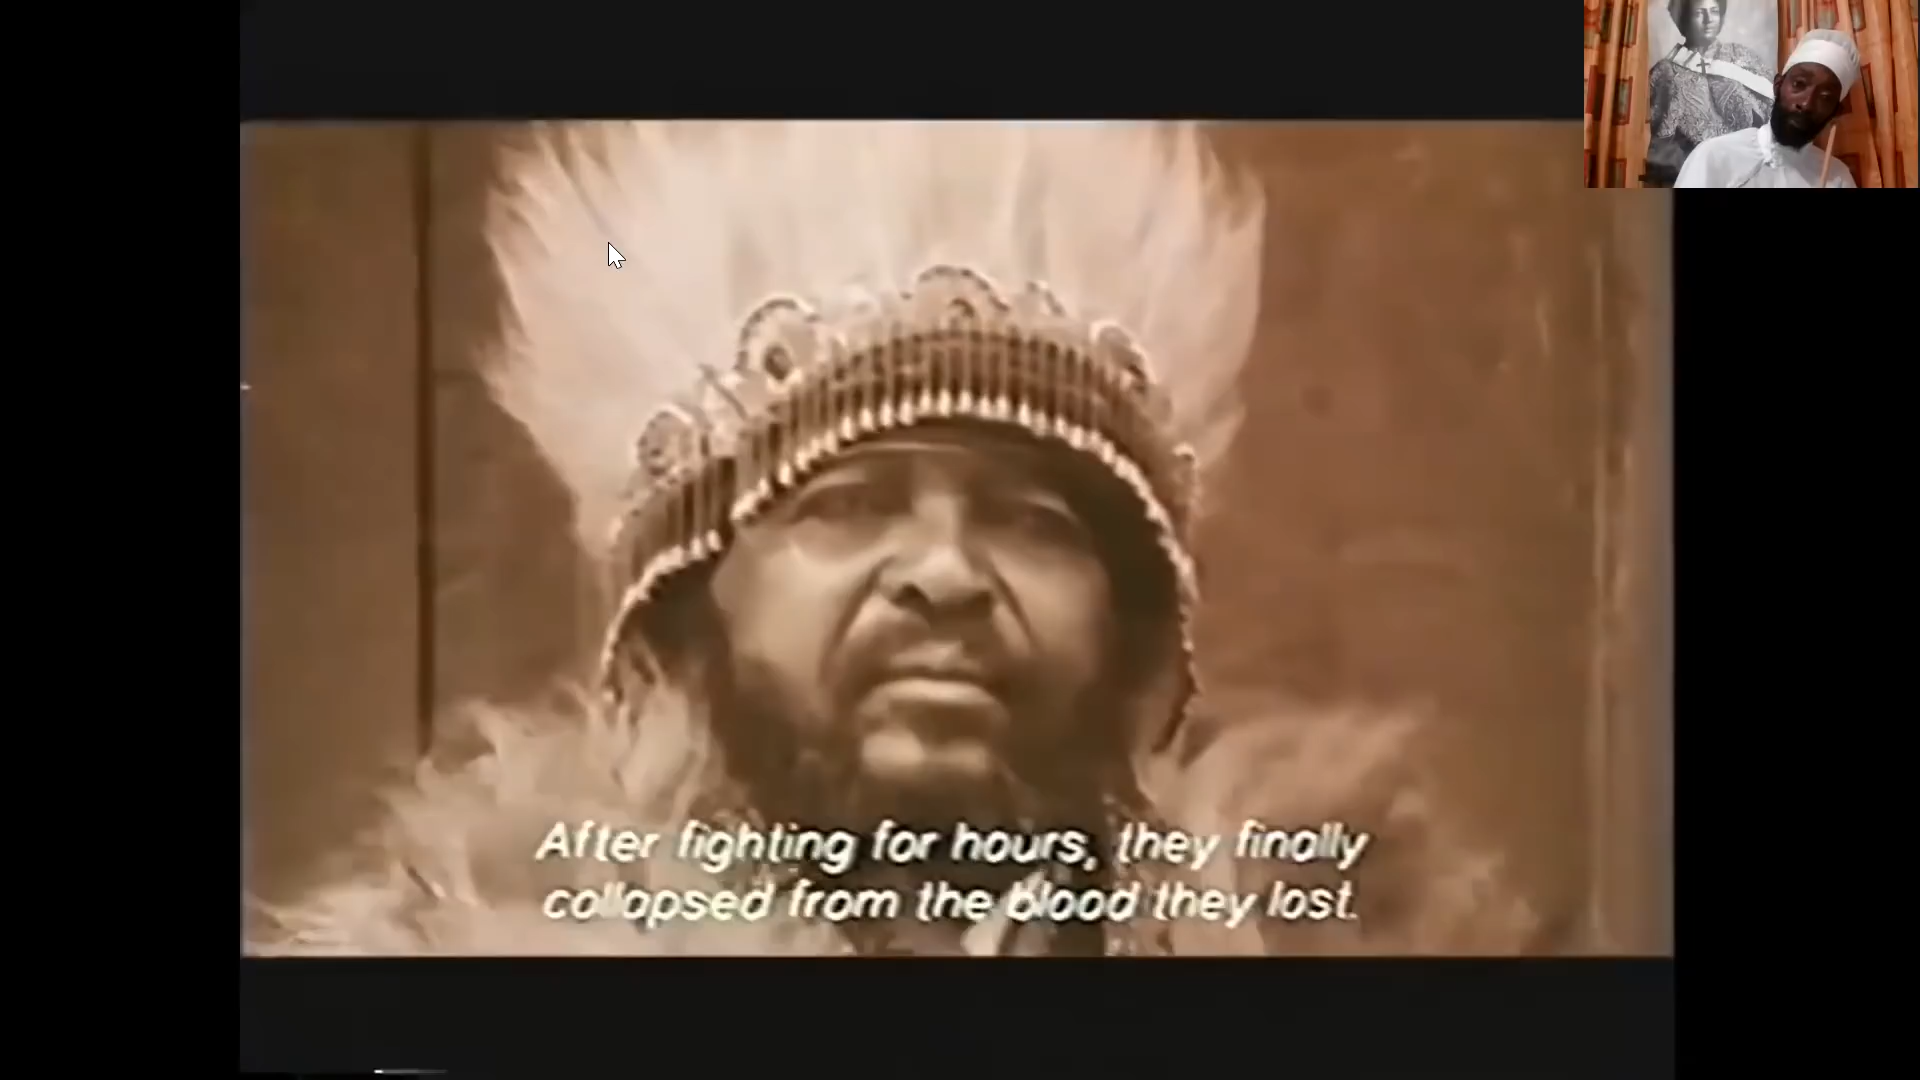 After fighting for hours, they finally
collapsed from the blood they lost.